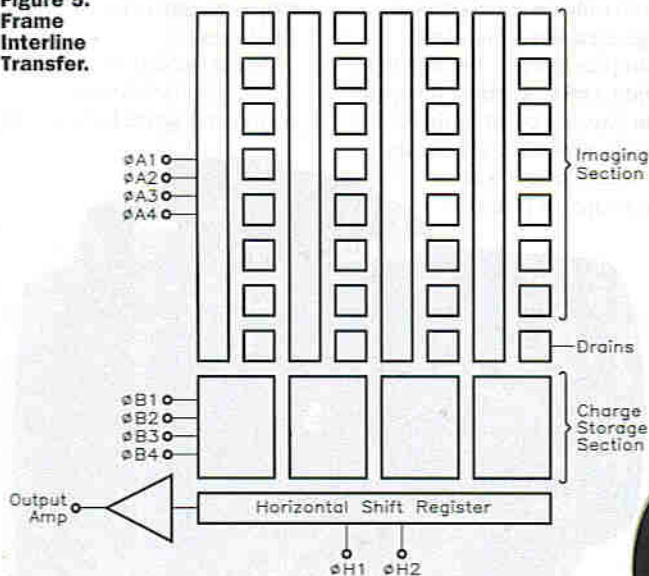 Figure 5.
Frame
Interline
Transfer.
øA1
øA2
øA3
øA4
Imaging
Section
Drains
øB1
øB2
øB3
øB4
Charge
Storage
Section
Output
Amp
Horizontal Shift Register
øH1 øH2